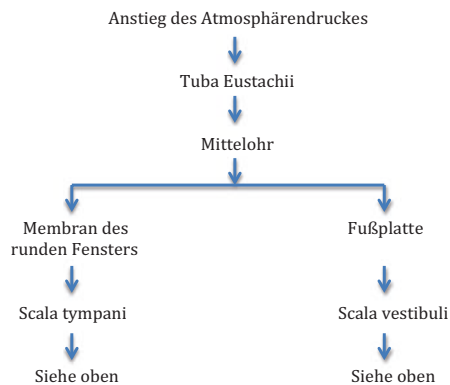 Anstieg des Atmosphärendruckes
Tuba Eustachii
Mittelohr
Membran des
runden Fensters
Fußplatte
Scala tympani
Scala vestibuli
Siehe oben
Siehe oben